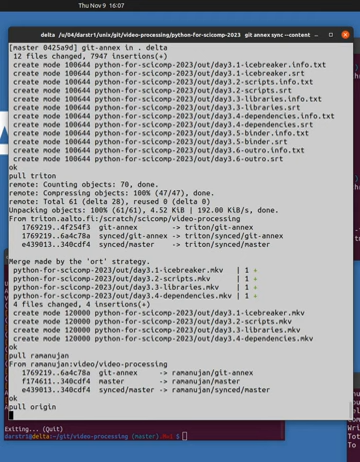 Thu Nov 9 16:07
delta /u/04/darstr1/unix/git/video-processing/python-for-scicomp-2023 git annex sync --content
[master 0425a9d] git-annex in . delta
12 files changed, 7947 insertions(+)
create mode 100644 python-for-scicomp-2023/out/day3.1-icebreaker.info.txt
create mode 100644 python-for-scicomp-2023/out/day3.1-icebreaker.srt
create mode 100644 python-for-scicomp-2023/out/day3.2-scripts.info.txt
create mode 100644 python-for-scicomp-2023/out/day3.2-scripts.srt
create mode 100644 python-for-scicomp-2023/out/day3.3-libraries.info.txt
create mode 100644 python-for-scicomp-2023/out/day3.3-libraries.srt
create mode 100644 python-for-scicomp-2023/out/day3.4-dependencies.info.txt
create mode 100644 python-for-scicomp-2023/out/day3.4-dependencies.srt
create mode 100644 python-for-scicomp-2023/out/day3.5-binder.info.txt
create mode 100644 python-for-scicomp-2023/out/day3.5-binder.srt
create mode 100644 python-for-scicomp-2023/out/day3.6-outro.info.txt
create mode 100644 python-for-scicomp-2023/out/day3.6-outro.srt
ok
pull triton
remote: Counting objects: 70, done.
remote: Compressing objects: 100% (47/47), done.
remote: Total 61 (delta 28), reused 0 (delta 0)
Unpacking objects: 100% (61/61), 4.52 KiB | 192.00 KiB/s, done.
From triton.aalto.fi:/scratch/scicomp/video-processing
1769219..4f254f3 git-annex -> triton/git-annex
1769219..6a4c78a synced/git-annex -> triton/synced/git-annex
e439013..340cdf4 synced/master -> triton/synced/master
Merge made by the 'ort' strategy.
python-for-scicomp-2023/out/day3.1-icebreaker.mkv | 1 +
python-for-scicomp-2023/out/day3.2-scripts.mkv | 1 +
python-for-scicomp-2023/out/day3.3-libraries.mkv | 1 +
python-for-scicomp-2023/out/day3.4-dependencies.mkv | 1 +
4 files changed, 4 insertions(+)
create mode 120000 python-for-scicomp-2023/out/day3.1-icebreaker.mkv
create mode 120000 python-for-scicomp-2023/out/day3.2-scripts.mkv
create mode 120000 python-for-scicomp-2023/out/day3.3-libraries.mkv
create mode 120000 python-for-scicomp-2023/out/day3.4-dependencies.mkv
ok
pull ramanujan
From ramanujan:video/video-processing
1769219..6a4c78a git-annex -> ramanujan/git-annex
f174611..340cdf4 master -> ramanujan/master
e439013..340cdf4 synced/master -> ramanujan/synced/master
ok
pull origin
Exiting... (Quit)
darstr1@delta:~/git/video-processing (master) $
Wri
Tot
To